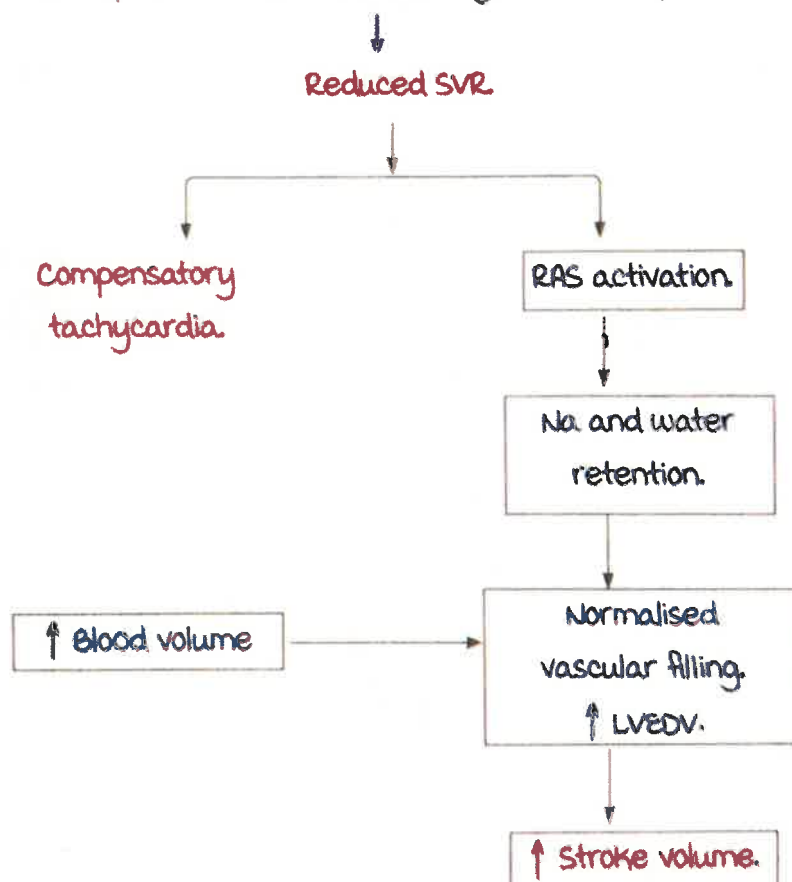 Reduced SVR
Compensatory
tachycardia.
RAS activation.
Na and water
retention.
↑ Blood volume
Normalised
vascular filling.
↑ LVEDV.
↑ Stroke volume.